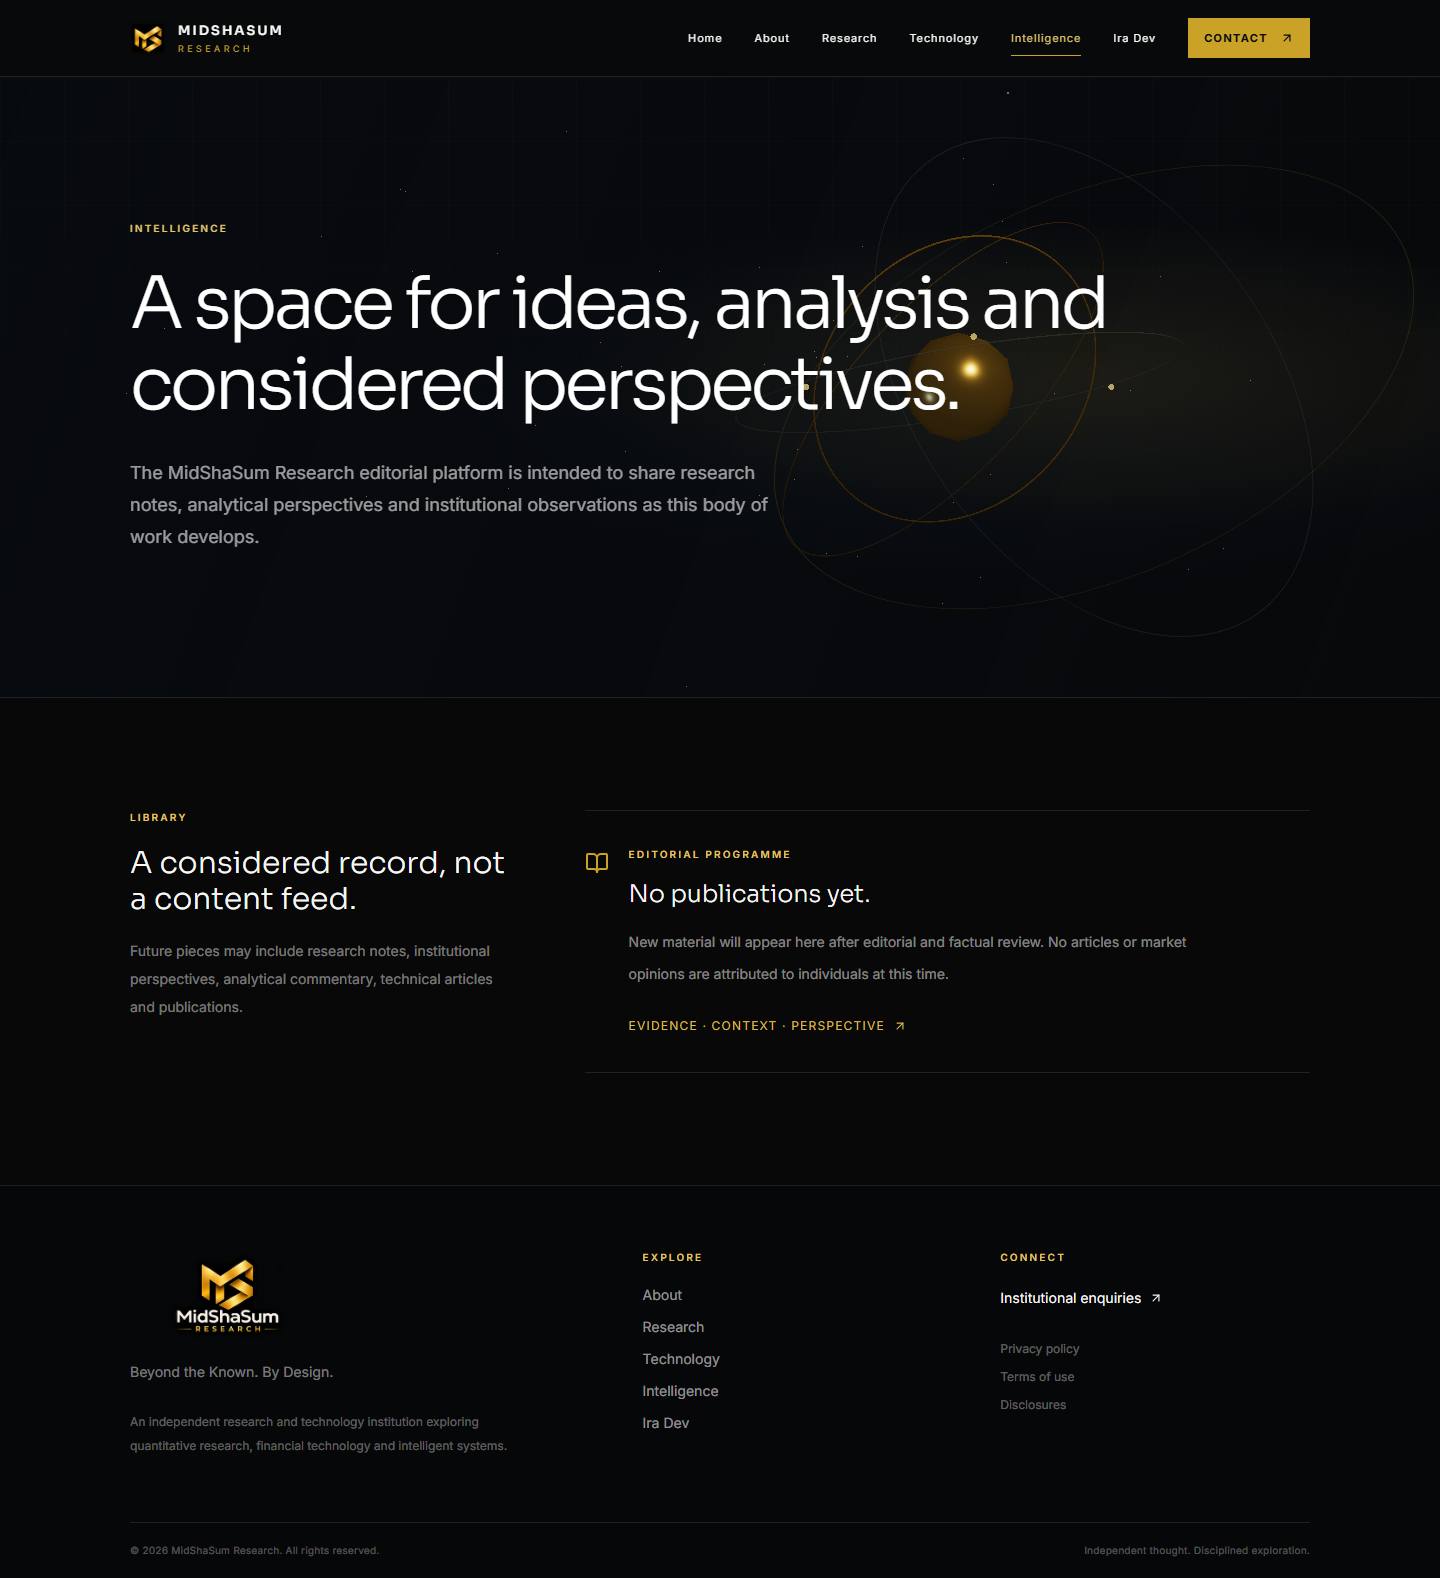 MIDSHASUM
RESEARCH
Home
About
Research
Technology
Intelligence
Ira Dev
CONTACT
INTELLIGENCE
A space for ideas, analysis and
considered perspectives.
The MidShaSum Research editorial platform is intended to share research
notes, analytical perspectives and institutional observations as this body of
work develops.
LIBRARY
A considered record, not
a content feed.
Future pieces may include research notes, institutional
perspectives, analytical commentary, technical articles
and publications.
EDITORIAL PROGRAMME
No publications yet.
New material will appear here after editorial and factual review. No articles or market
opinions are attributed to individuals at this time.
EVIDENCE · CONTEXT · PERSPECTIVE
MidShaSum
RESEARCH
Beyond the Known. By Design.
An independent research and technology institution exploring
quantitative research, financial technology and intelligent systems.
EXPLORE
About
Research
Technology
Intelligence
Ira Dev
CONNECT
Institutional enquiries
Privacy policy
Terms of use
Disclosures
© 2026 MidShaSum Research. All rights reserved.
Independent thought. Disciplined exploration.